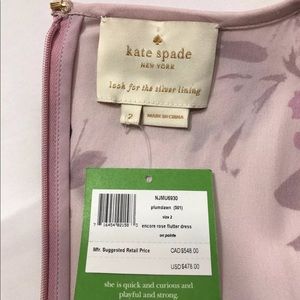 kate spade
NEW YORK
look for the silver lining
2
MADE IN CHINA
NJMU6930
plumdawn (501)
size 2
encore rose flutter dress
on pointe
Mfr. Suggested Retail Price
CAD$548.00
USD$478.00
she is quick and curious and
playful and strong.